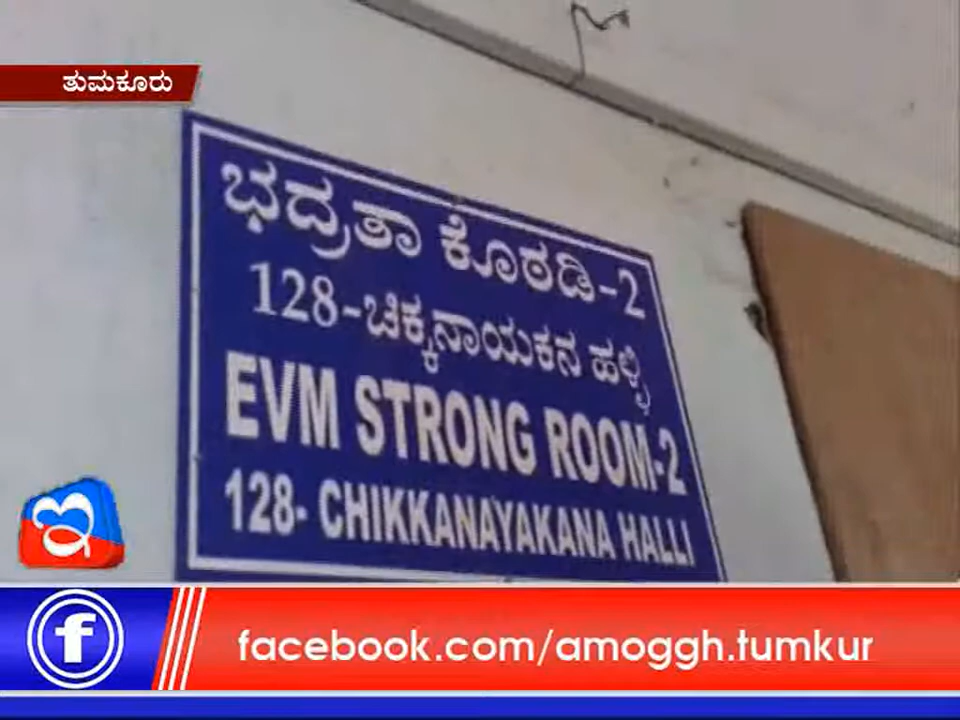 ತುಮಕೂರು
ಭದ್ರತಾ ಕೊಠಡಿ-2
128-ಚಿಕ್ಕನಾಯಕನ ಹಳ್ಳಿ
EVM STRONG ROOM-2
128- CHIKKANAYAKANA HALLI
ಇ
f facebook.com/amoggh.tumkur